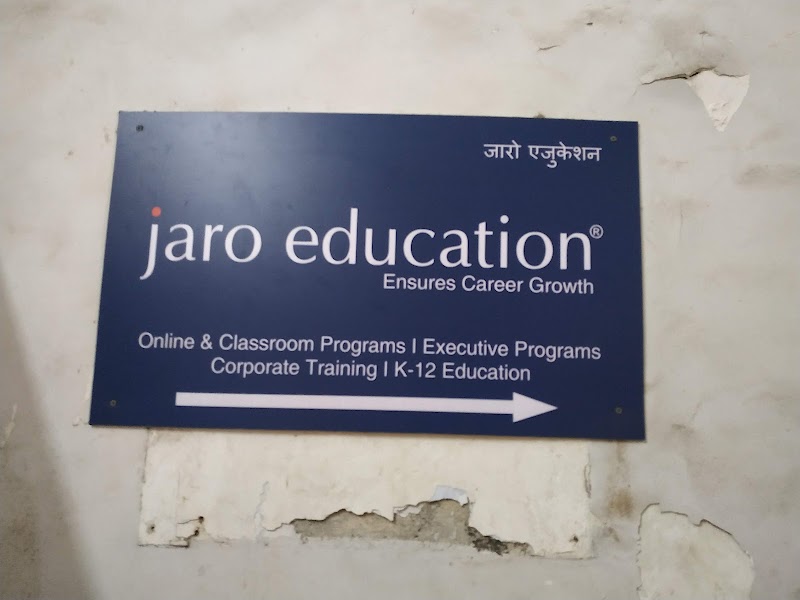 जारो एजुकेशन
jaro education®
Ensures Career Growth
Online & Classroom Programs | Executive Programs
Corporate Training | K-12 Education